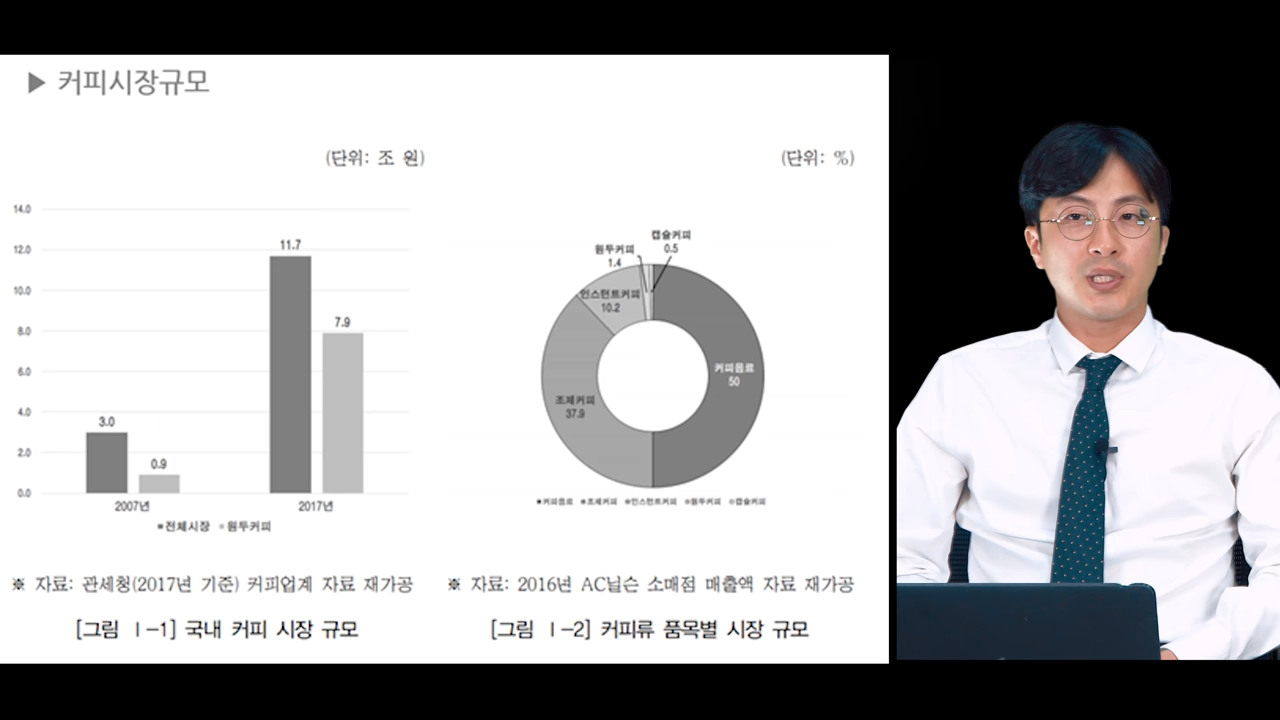 ▶ 커피시장규모
(단위: 조 원)
14.0
12.0
10.0
8.0
6.0
4.0
2.0
0.0
3.0
0.9
11.7
7.9
2007년
2017년
■전체시장 ■원두커피
※ 자료: 관세청(2017년 기준) 커피업계 자료 재가공
[그림 Ⅰ-1] 국내 커피 시장 규모
(단위: %)
캡슐커피
0.5
원두커피
1.4
인스턴트커피
10.2
커피음료
50
조제커피
37.9
■커피음료 ■조제커피 ■인스턴트커피 ■원두커피 ■캡슐커피
※ 자료: 2016년 AC닐슨 소매점 매출액 자료 재가공
[그림 Ⅰ-2] 커피류 품목별 시장 규모